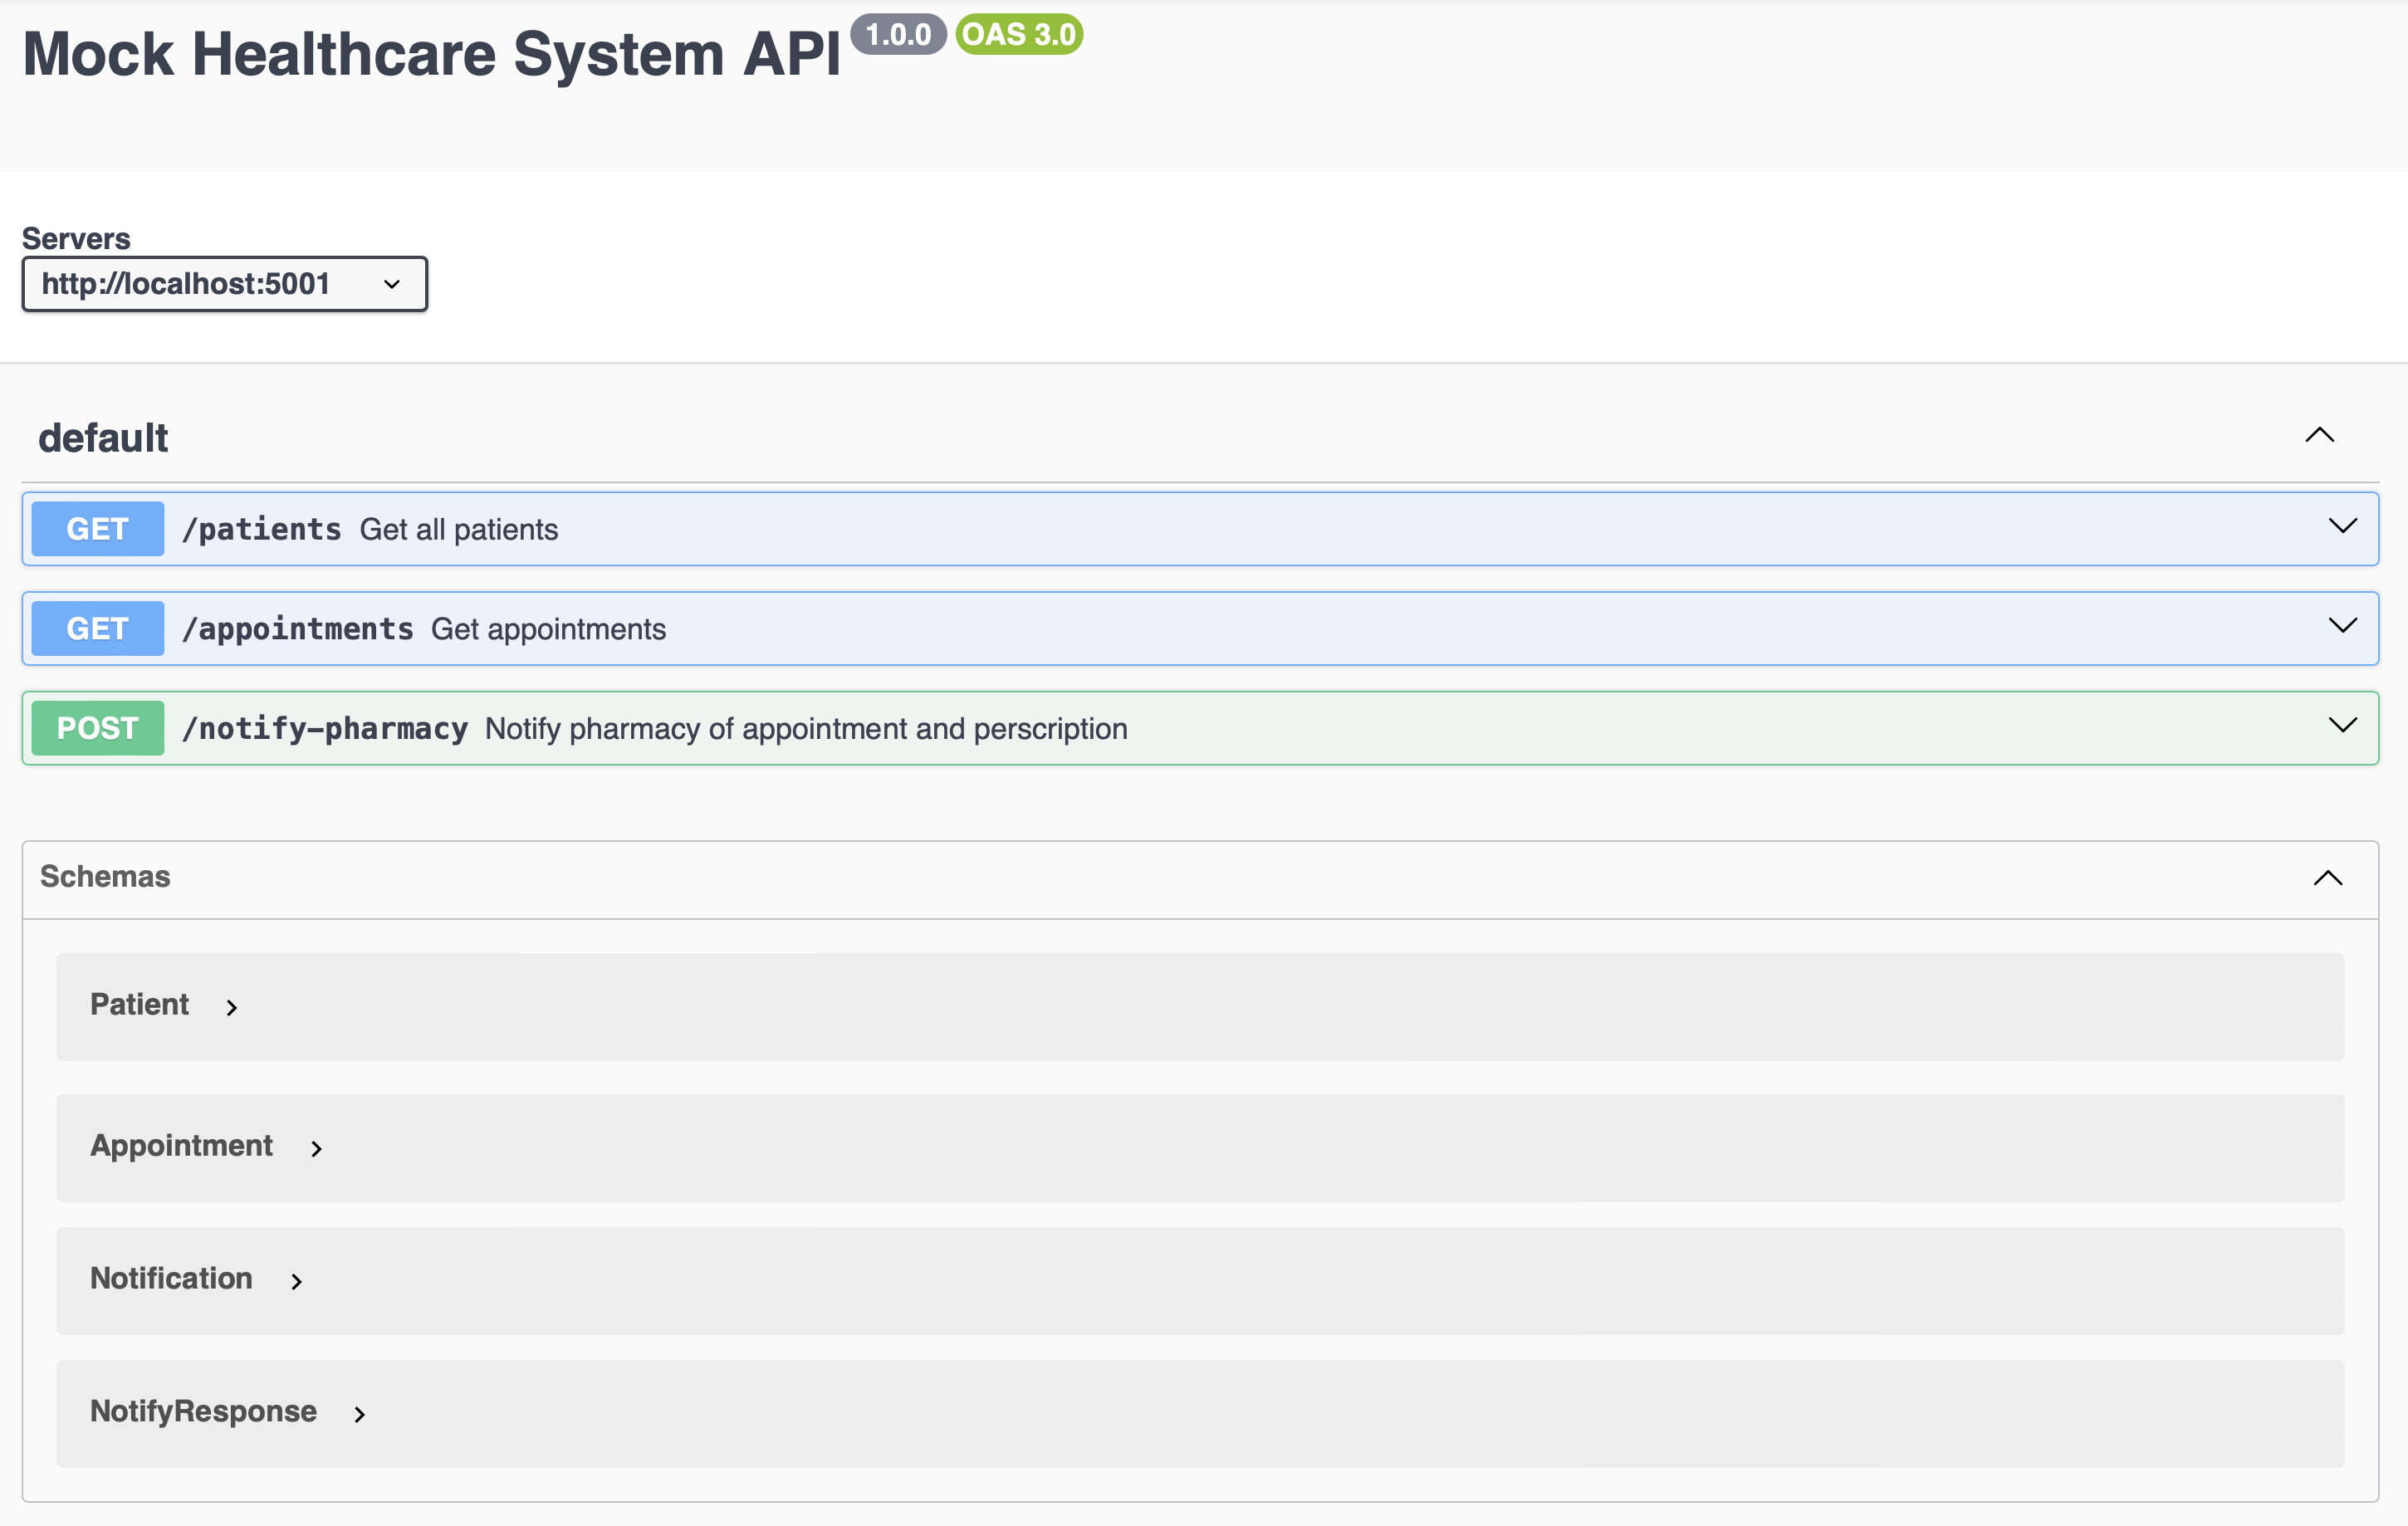 Mock Healthcare System API 1.0.0 OAS 3.0
Servers
http://localhost:5001
default
GET /patients Get all patients
GET /appointments Get appointments
POST /notify-pharmacy Notify pharmacy of appointment and perscription
Schemas
Patient
Appointment
Notification
NotifyResponse